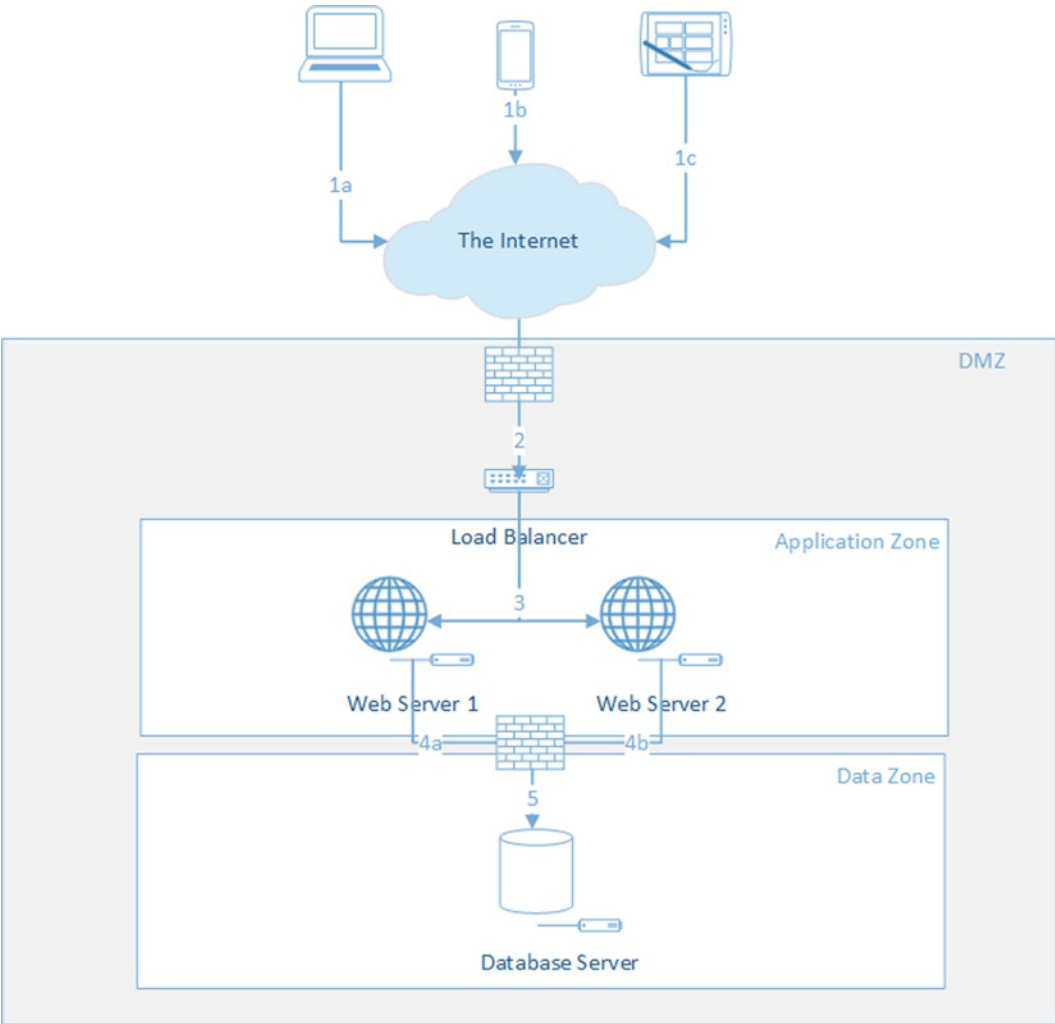 1b
1c
1a
The Internet
DMZ
2
Load Balancer
Application Zone
3
Web Server 1
Web Server 2
4a
4b
Data Zone
5
Database Server